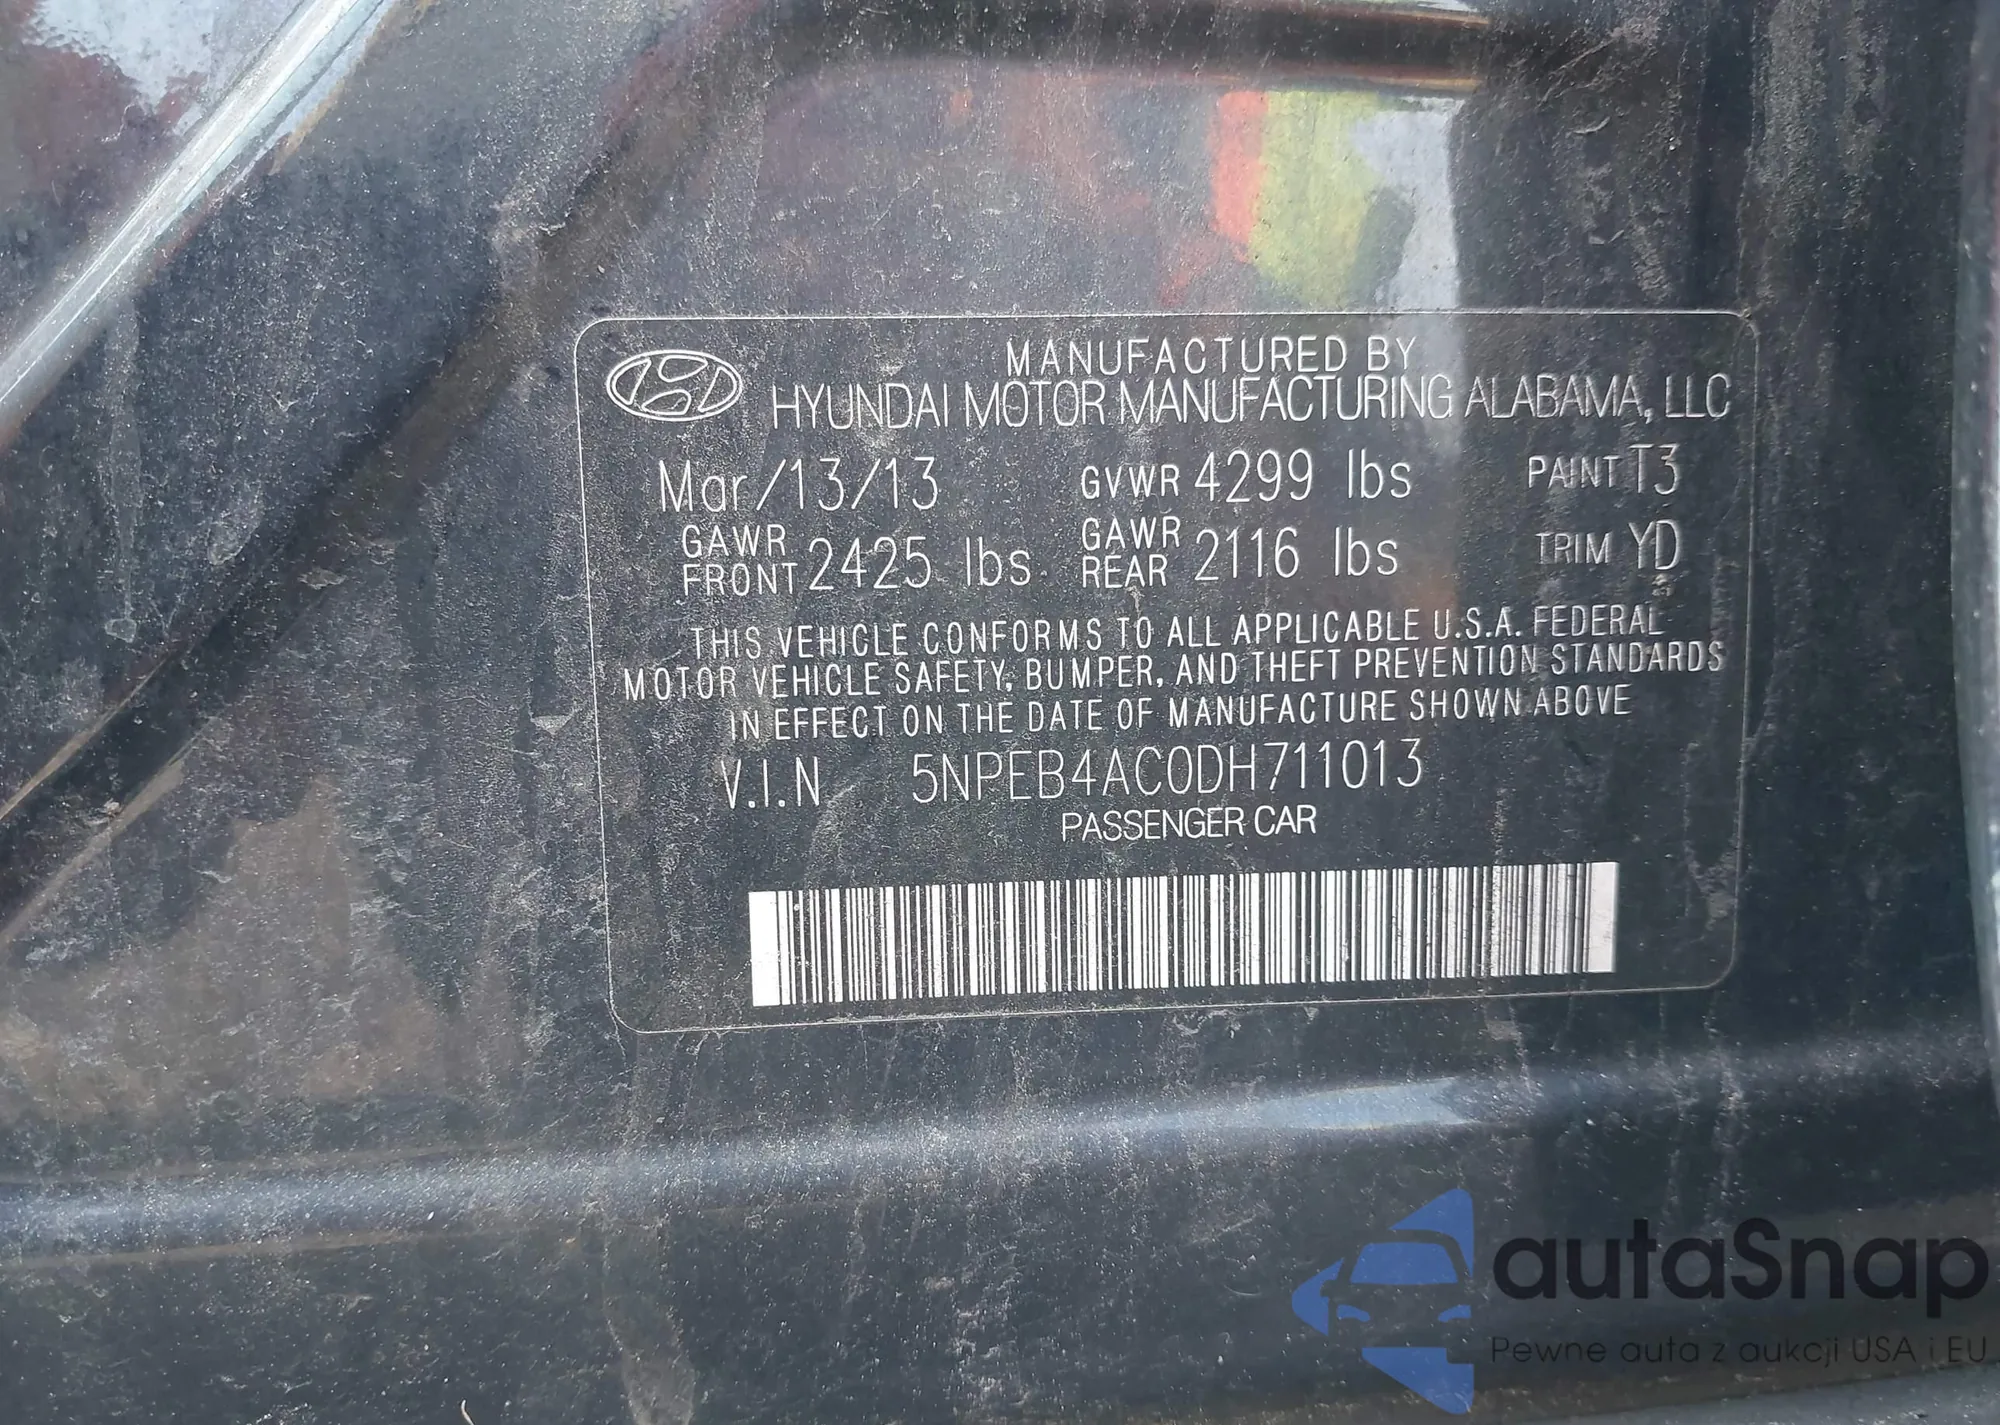 MANUFACTURED BY
HYUNDAI MOTOR MANUFACTURING ALABAMA, LLC
Mar/13/13 GVWR 4299 lbs PAINT T3
GAWR FRONT 2425 lbs GAWR REAR 2116 lbs TRIM YD
THIS VEHICLE CONFORMS TO ALL APPLICABLE U.S.A. FEDERAL
MOTOR VEHICLE SAFETY, BUMPER, AND THEFT PREVENTION STANDARDS
IN EFFECT ON THE DATE OF MANUFACTURE SHOWN ABOVE
V.I.N 5NPEB4AC0DH711013
PASSENGER CAR
autaSnap
Pewne auta z aukcji USA i EU